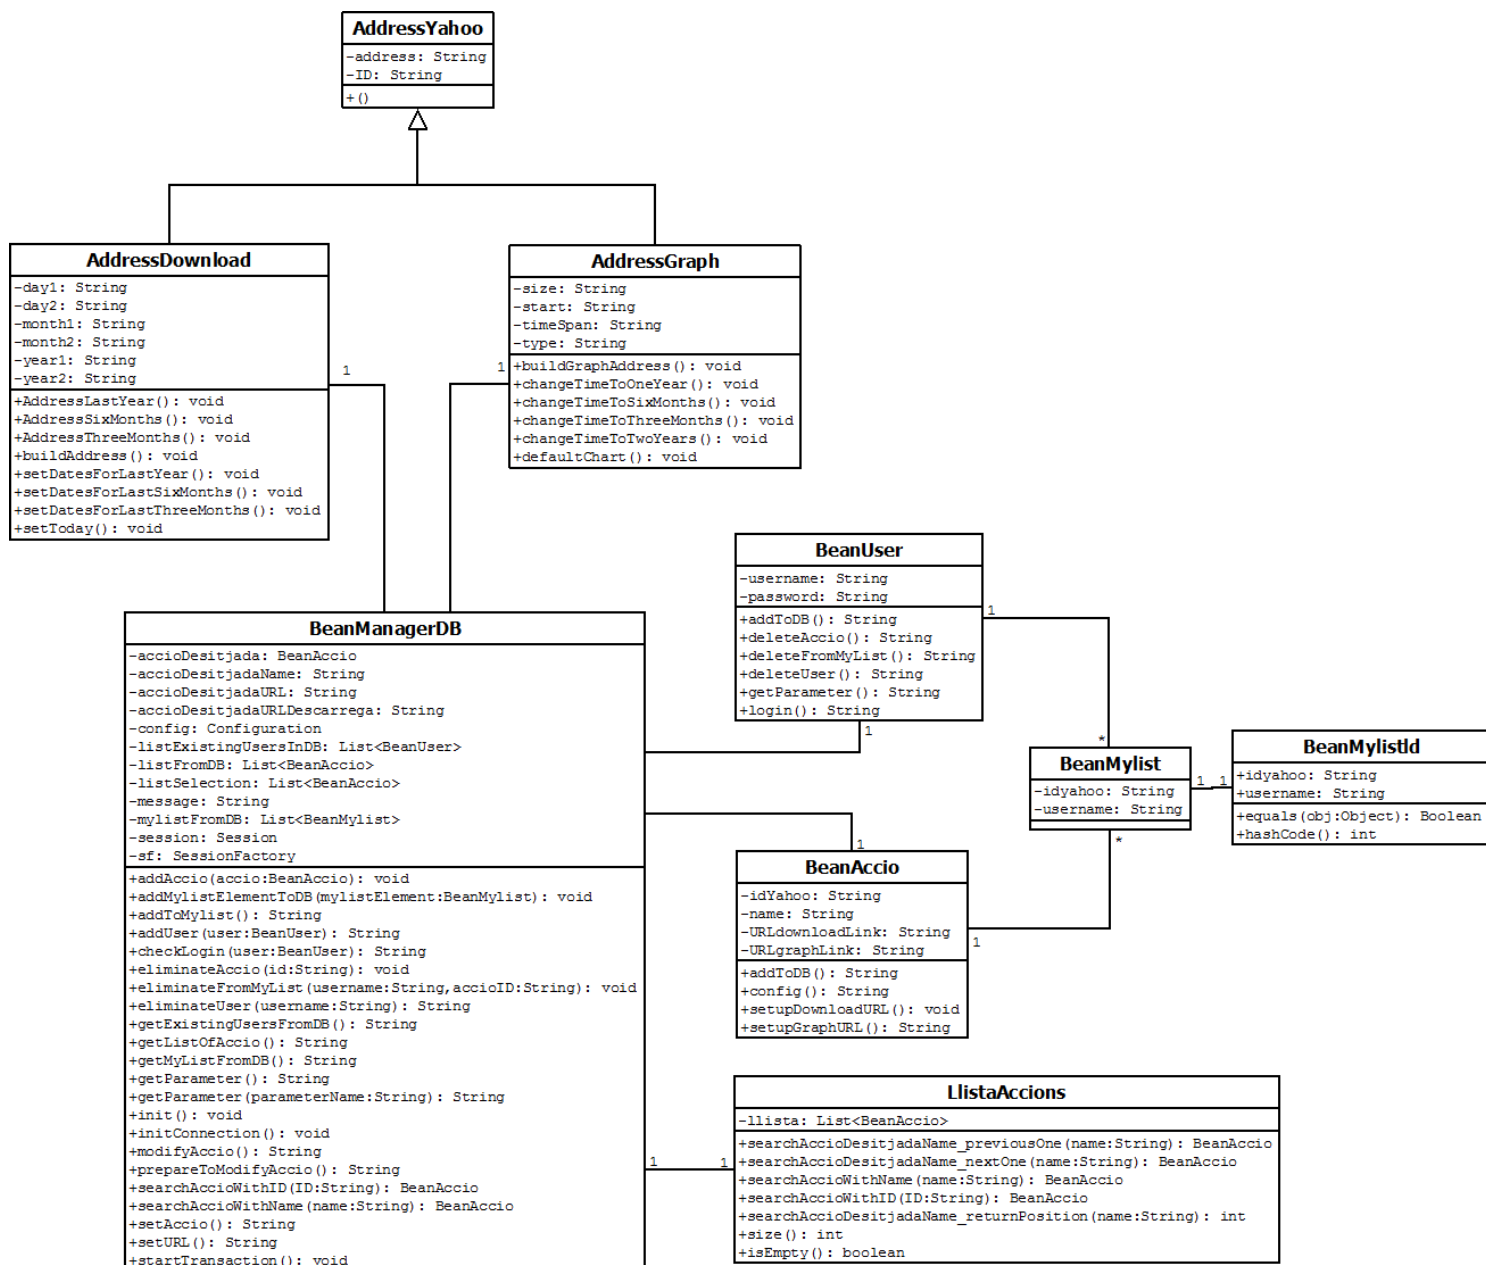 AddressYahoo
-address: String
-ID: String
+()
AddressDownload
-day1: String
-day2: String
-month1: String
-month2: String
-year1: String
-year2: String
+AddressLastYear(): void
+AddressSixMonths(): void
+AddressThreeMonths(): void
+buildAddress(): void
+setDatesForLastYear(): void
+setDatesForLastSixMonths(): void
+setDatesForLastThreeMonths(): void
+setToday(): void
1
AddressGraph
-size: String
-start: String
-timeSpan: String
-type: String
+buildGraphAddress(): void
+changeTimeToOneYear(): void
+changeTimeToSixMonths(): void
+changeTimeToThreeMonths(): void
+changeTimeToTwoYears(): void
+defaultChart(): void
1
BeanManagerDB
-accioDesitjada: BeanAccio
-accioDesitjadaName: String
-accioDesitjadaURL: String
-accioDesitjadaURLDescarrega: String
-config: Configuration
-listExistingUsersInDB: List<BeanUser>
-listFromDB: List<BeanAccio>
-listSelection: List<BeanAccio>
-message: String
-mylistFromDB: List<BeanMylist>
-session: Session
-sf: SessionFactory
+addAccio(accio:BeanAccio): void
+addMylistElementToDB(mylistElement:BeanMylist): void
+addToMylist(): String
+addUser(user:BeanUser): String
+checkLogin(user:BeanUser): String
+eliminateAccio(id:String): void
+eliminateFromMyList(username:String,accioID:String): void
+eliminateUser(username:String): String
+getExistingUsersFromDB(): String
+getListOfAccio(): String
+getMyListFromDB(): String
+getParameter(): String
+getParameter(parameterName:String): String
+init(): void
+initConnection(): void
+modifyAccio(): String
+prepareToModifyAccio(): String
+searchAccioWithID(ID:String): BeanAccio
+searchAccioWithName(name:String): BeanAccio
+setAccio(): String
+setURL(): String
+startTransaction(): void
BeanUser
-username: String
-password: String
+addToDB(): String
+deleteAccio(): String
+deleteFromMyList(): String
+deleteUser(): String
+getParameter(): String
+login(): String
1
1
*
BeanMylist
-idyahoo: String
-username: String
1 1
*
BeanMylistId
+idyahoo: String
+username: String
+equals(obj:Object): Boolean
+hashCode(): int
1
BeanAccio
-idYahoo: String
-name: String
-URLdownloadLink: String
-URLgraphLink: String
+addToDB(): String
+config(): String
+setupDownloadURL(): void
+setupGraphURL(): String
1
LlistaAccions
-llista: List<BeanAccio>
+searchAccioDesitjadaName_previousOne(name:String): BeanAccio
+searchAccioDesitjadaName_nextOne(name:String): BeanAccio
+searchAccioWithName(name:String): BeanAccio
+searchAccioWithID(ID:String): BeanAccio
+searchAccioDesitjadaName_returnPosition(name:String): int
+size(): int
+isEmpty(): boolean
1 1